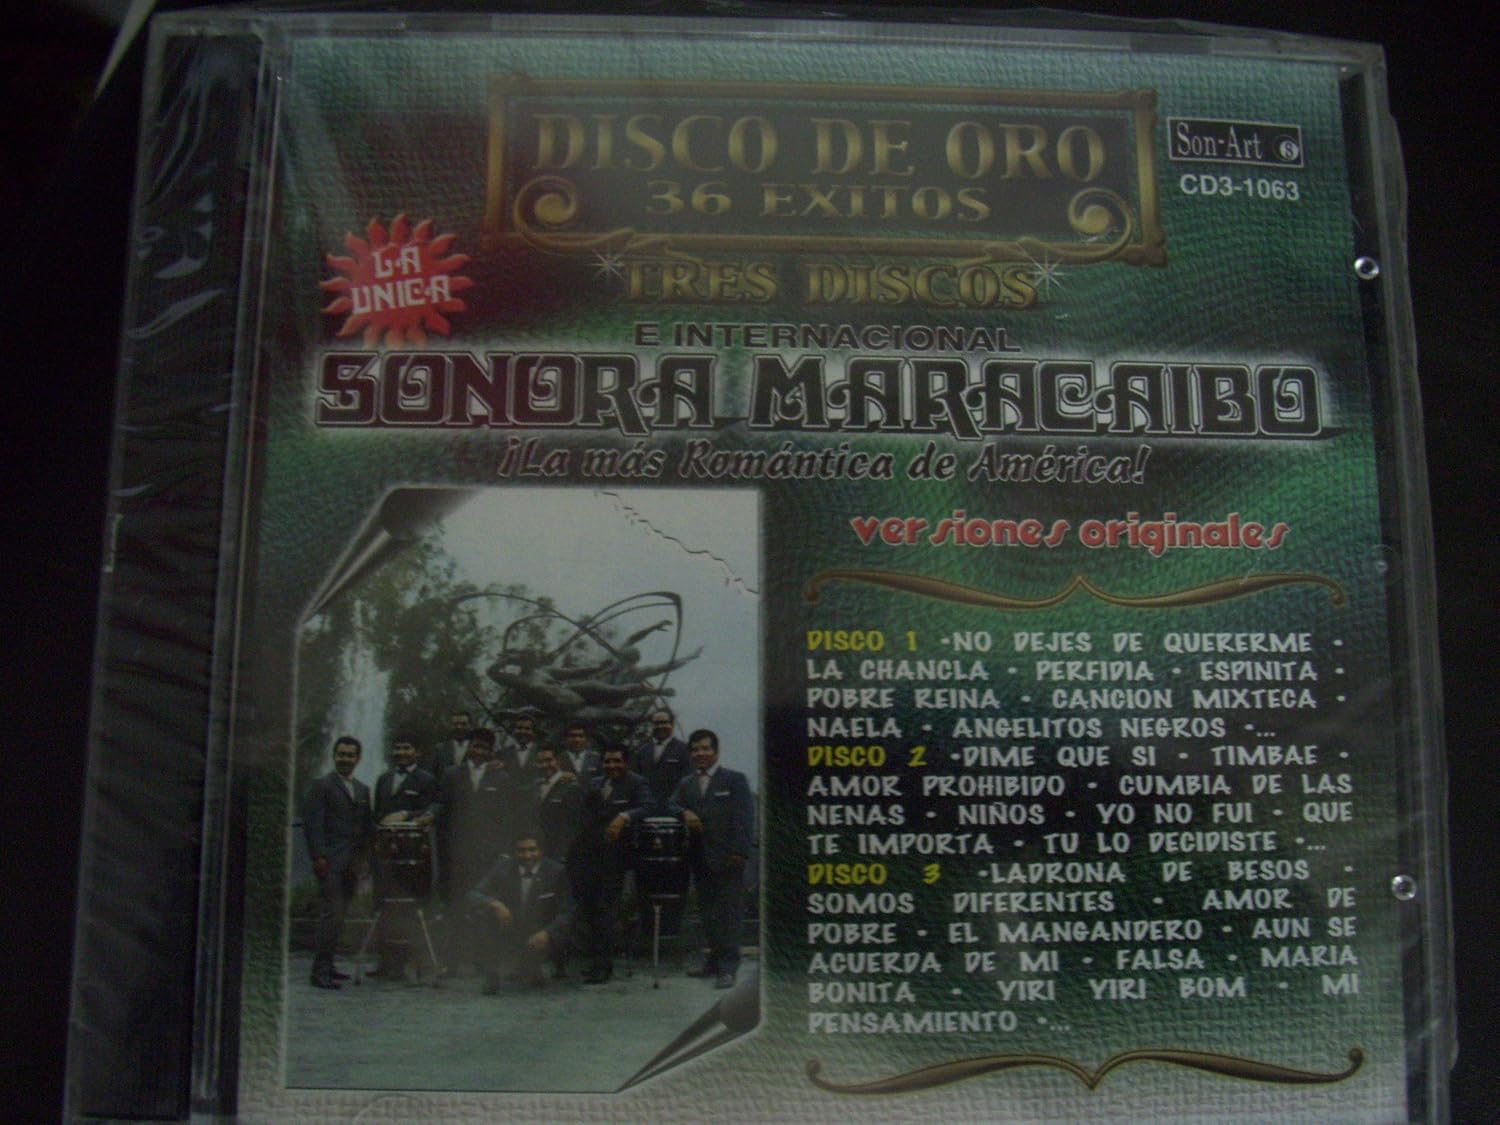 DISCO DE ORO
36 EXITOS
TRES DISCOS
Son-Art
CD3-1063
LA
UNICA
E INTERNACIONAL
SONORA MARACAIBO
¡La más Romántica de América!
versiones originales
DISCO 1 •NO DEJES DE QUERERME •
LA CHANCLA • PERFIDIA • ESPINITA •
POBRE REINA • CANCION MIXTECA •
NAELA • ANGELITOS NEGROS •...
DISCO 2 •DIME QUE SI • TIMBAE •
AMOR PROHIBIDO • CUMBIA DE LAS
NENAS • NIÑOS • YO NO FUI • QUE
TE IMPORTA • TU LO DECIDISTE •...
DISCO 3 •LADRONA DE BESOS •
SOMOS DIFERENTES • AMOR DE
POBRE • EL MANGANDERO • AUN SE
ACUERDA DE MI • FALSA • MARIA
BONITA • YIRI YIRI BOM • MI
PENSAMIENTO •...